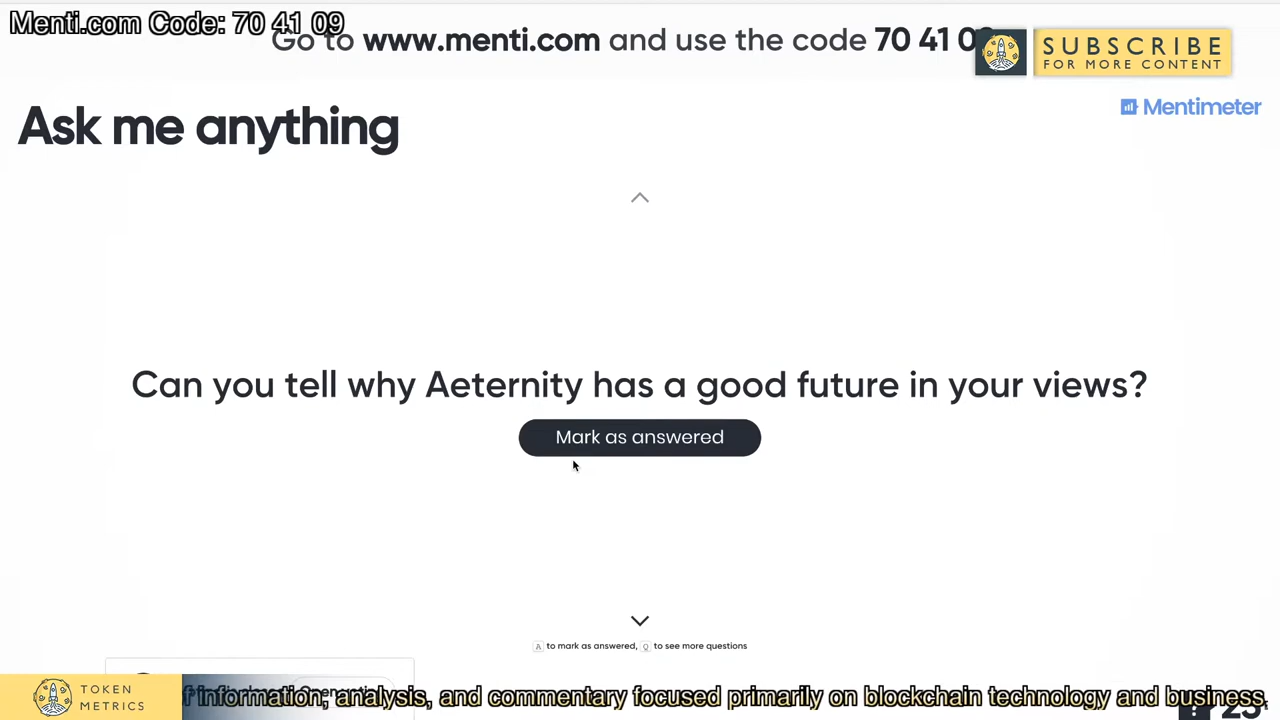 Menti.com Code: 70 41 09
Go to www.menti.com and use the code 70 41
SUBSCRIBE
FOR MORE CONTENT
Ask me anything
Mentimeter
Can you tell why Aeternity has a good future in your views?
Mark as answered
A to mark as answered, Q to see more questions
TOKEN
METRICS
of information, analysis, and commentary focused primarily on blockchain technology and business.